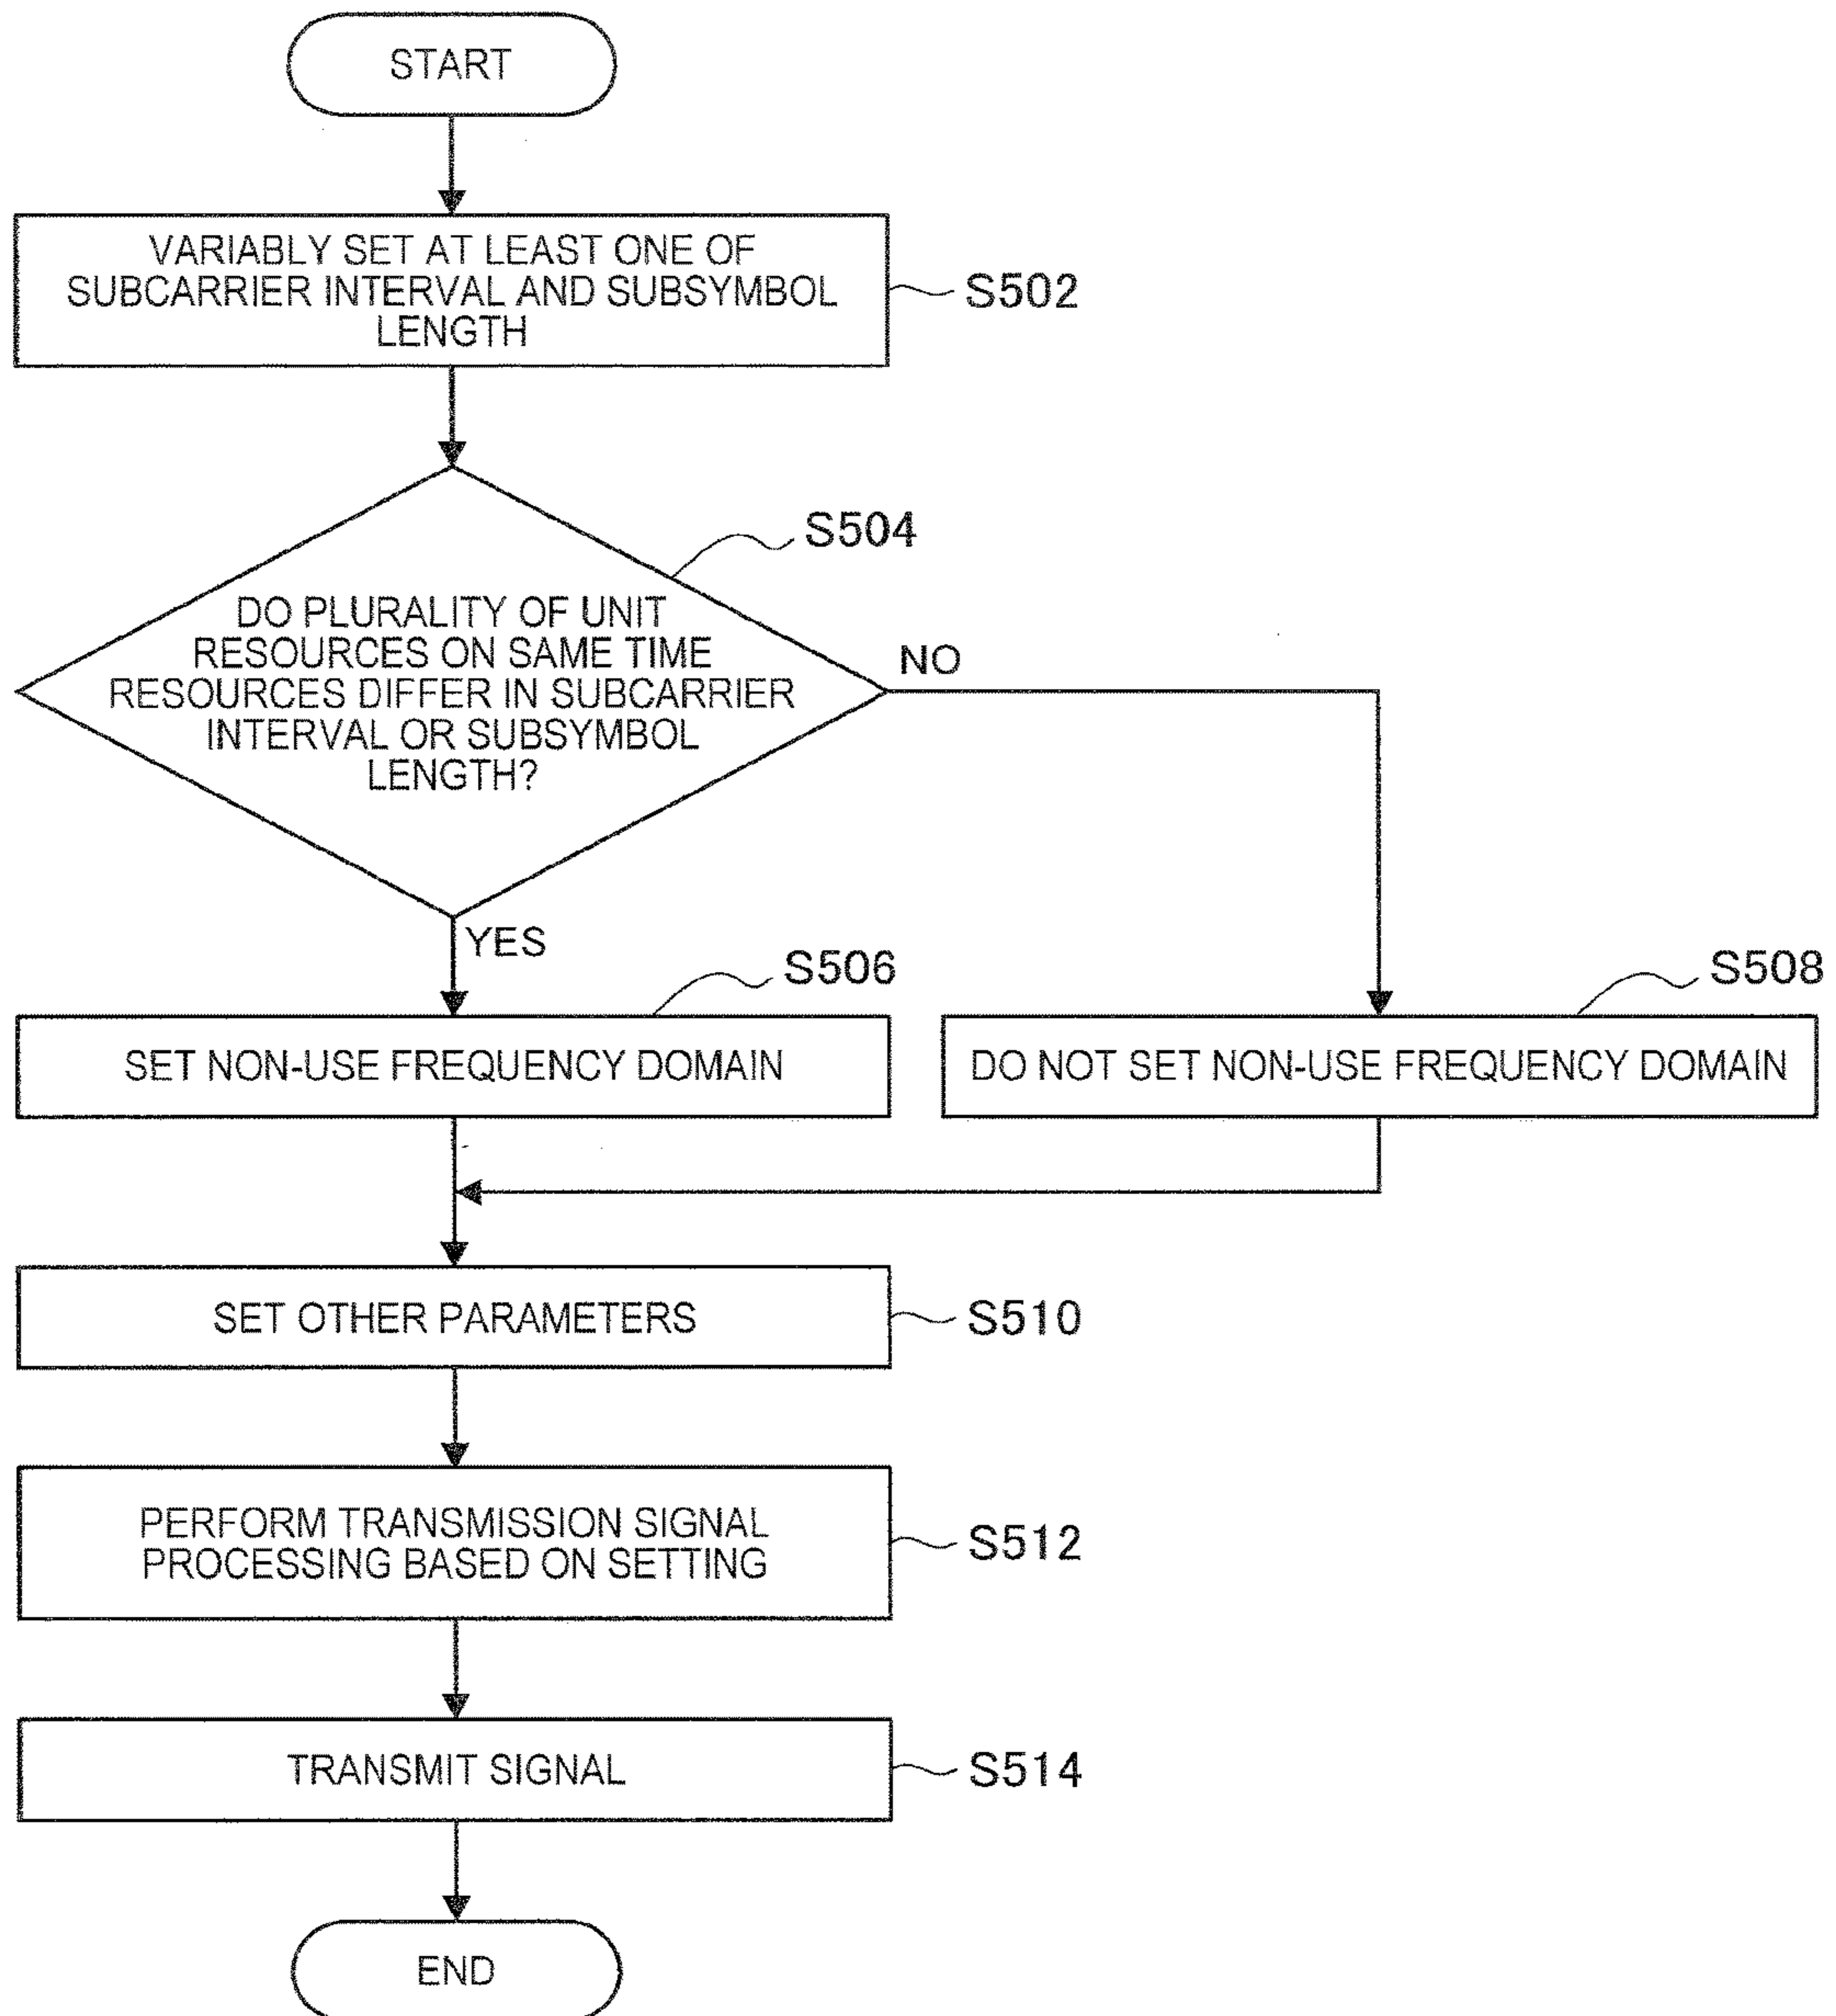 START
VARIABLY SET AT LEAST ONE OF
SUBCARRIER INTERVAL AND SUBSYMBOL
LENGTH
S502
S504
DO PLURALITY OF UNIT
RESOURCES ON SAME TIME
RESOURCES DIFFER IN SUBCARRIER
INTERVAL OR SUBSYMBOL
LENGTH?
NO
YES
S506
S508
SET NON-USE FREQUENCY DOMAIN
DO NOT SET NON-USE FREQUENCY DOMAIN
SET OTHER PARAMETERS
S510
PERFORM TRANSMISSION SIGNAL
PROCESSING BASED ON SETTING
S512
TRANSMIT SIGNAL
S514
END